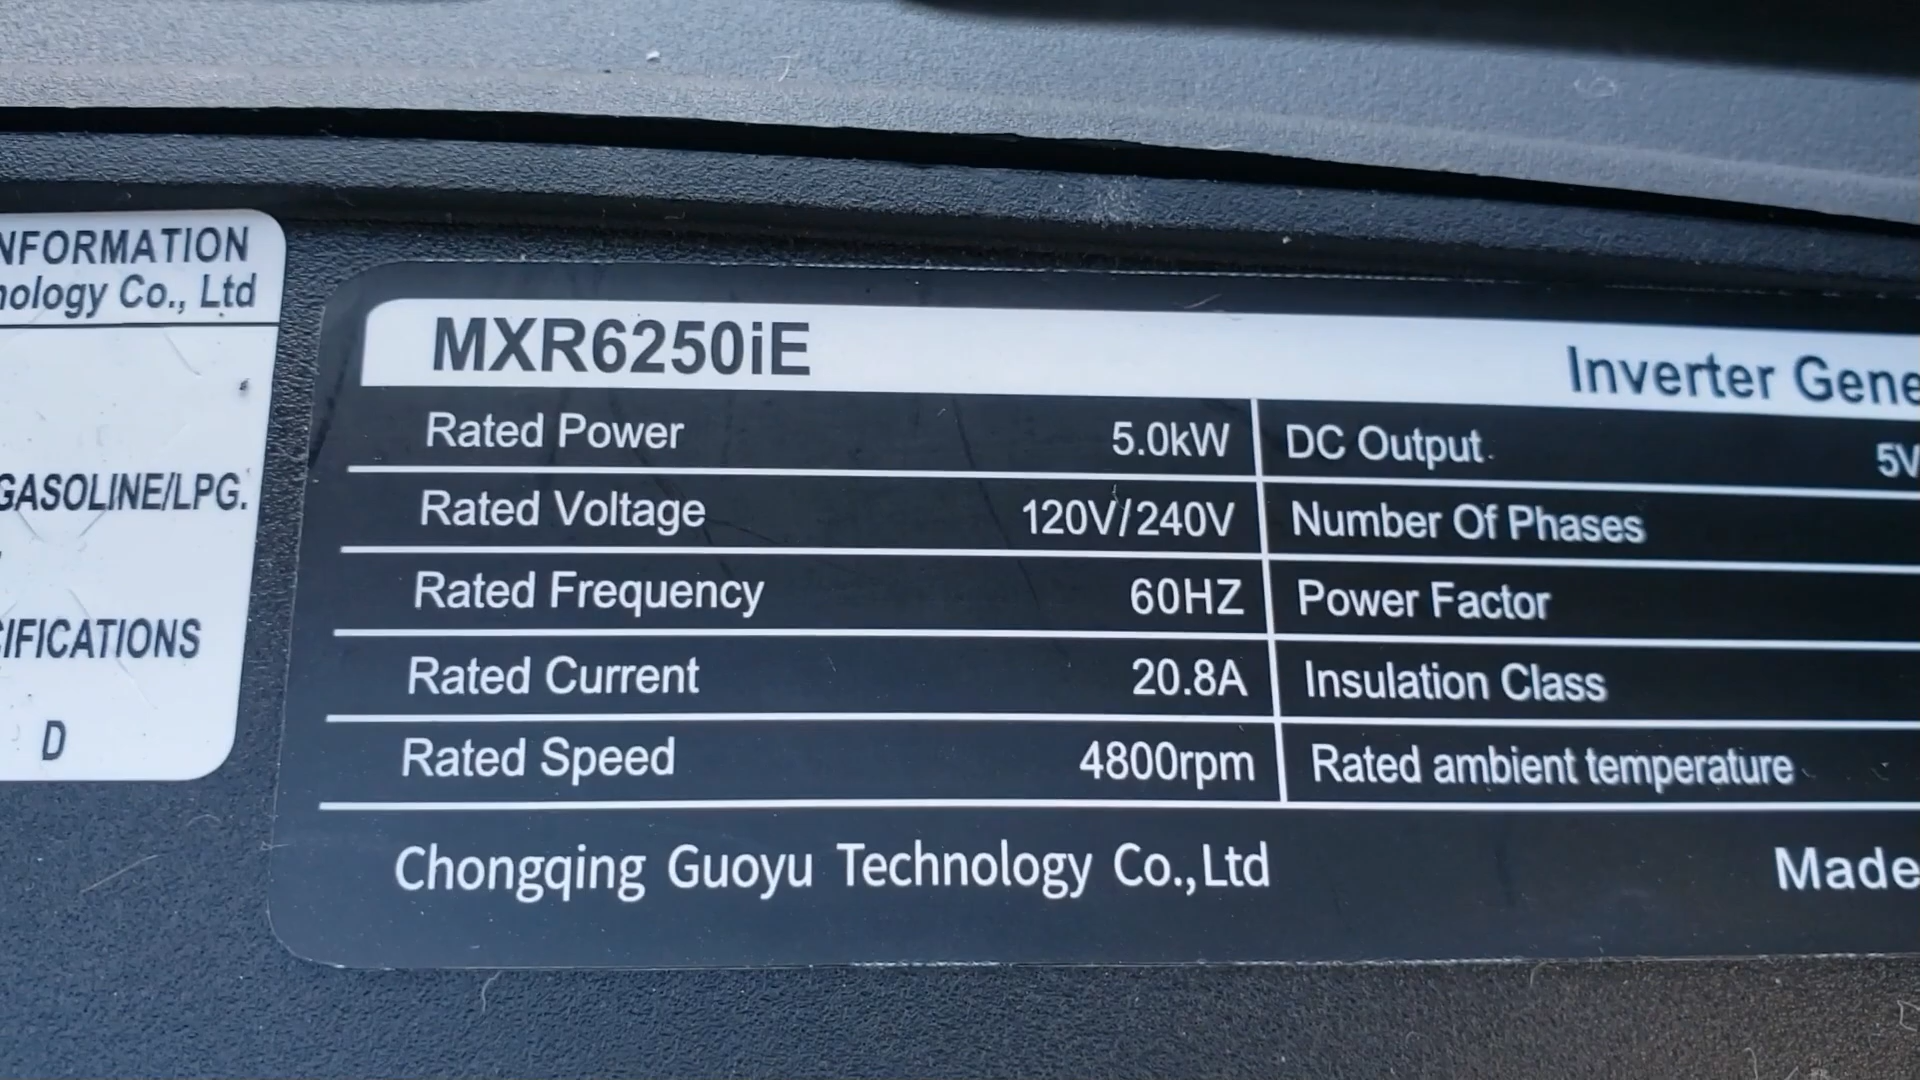 NFORMATION
nology Co., Ltd
GASOLINE/LPG.
CIFICATIONS
D
MXR6250iE
Inverter Gene
Rated Power 5.0kW DC Output 5V
Rated Voltage 120V/240V Number Of Phases
Rated Frequency 60HZ Power Factor
Rated Current 20.8A Insulation Class
Rated Speed 4800rpm Rated ambient temperature
Chongqing Guoyu Technology Co.,Ltd
Made